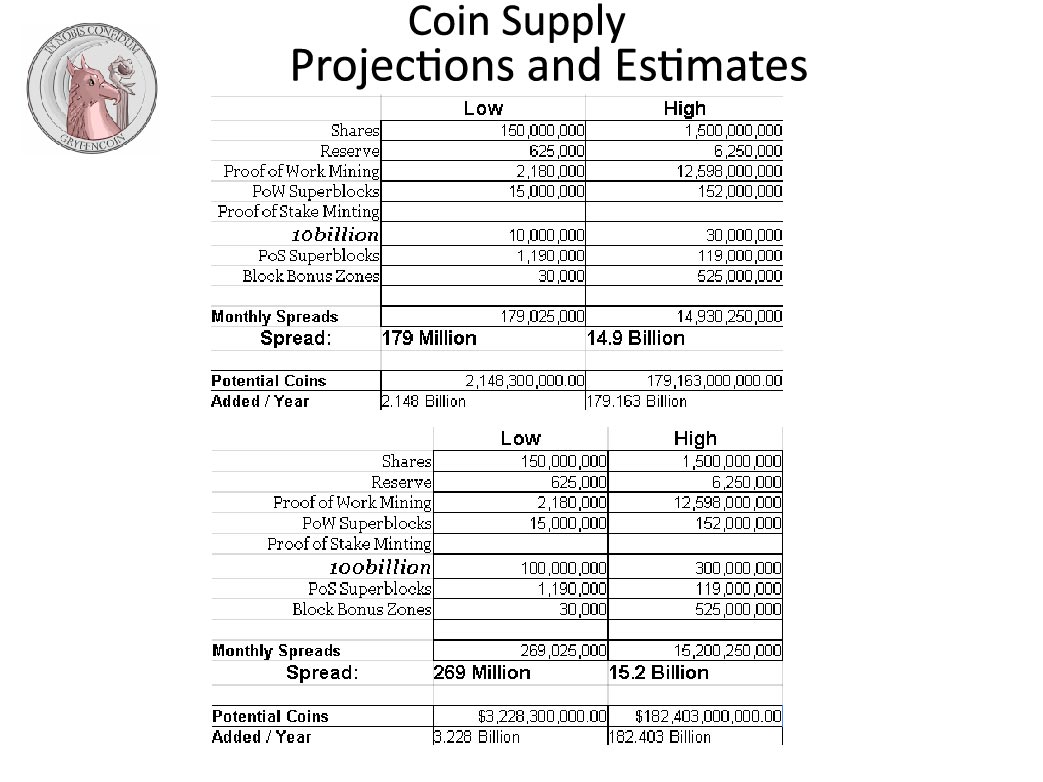 Coin Supply
Projections and Estimates
IN NOBIS CONFIDIMUS
GRYFENCOIN
Low High
Shares 150,000,000 1,500,000,000
Reserve 625,000 6,250,000
Proof of Work Mining 2,180,000 12,598,000,000
PoW Superblocks 15,000,000 152,000,000
Proof of Stake Minting
10billion 10,000,000 30,000,000
PoS Superblocks 1,190,000 119,000,000
Block Bonus Zones 30,000 525,000,000
Monthly Spreads 179,025,000 14,930,250,000
Spread: 179 Million 14.9 Billion
Potential Coins 2,148,300,000.00 179,163,000,000.00
Added / Year 2.148 Billion 179.163 Billion
Low High
Shares 150,000,000 1,500,000,000
Reserve 625,000 6,250,000
Proof of Work Mining 2,180,000 12,598,000,000
PoW Superblocks 15,000,000 152,000,000
Proof of Stake Minting
100billion 100,000,000 300,000,000
PoS Superblocks 1,190,000 119,000,000
Block Bonus Zones 30,000 525,000,000
Monthly Spreads 269,025,000 15,200,250,000
Spread: 269 Million 15.2 Billion
Potential Coins $3,228,300,000.00 $182,403,000,000.00
Added / Year 3.228 Billion 182.403 Billion